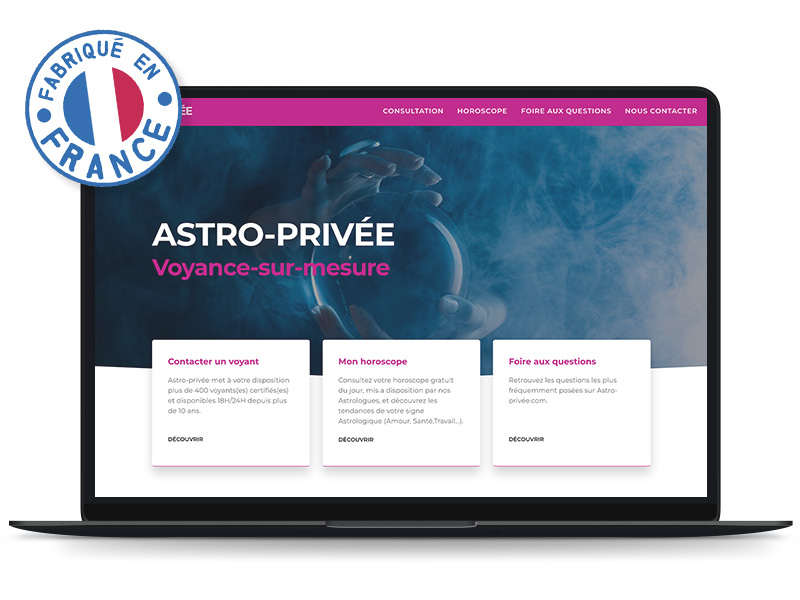 FABRIQUÉ EN
FRANCE
ÉE
CONSULTATION HOROSCOPE FOIRE AUX QUESTIONS NOUS CONTACTER
ASTRO-PRIVÉE
Voyance-sur-mesure
Contacter un voyant
Astro-privée met à votre disposition
plus de 400 voyants(es) certifiés(es)
et disponibles 18H/24H depuis plus
de 10 ans.
DÉCOUVRIR
Mon horoscope
Consultez votre horoscope gratuit
du jour, mis a disposition par nos
Astrologues, et découvrez les
tendances de votre signe
Astrologique (Amour, Santé,Travail,..).
DÉCOUVRIR
Foire aux questions
Retrouvez les questions les plus
fréquemment posées sur Astro-
privée.com.
DÉCOUVRIR